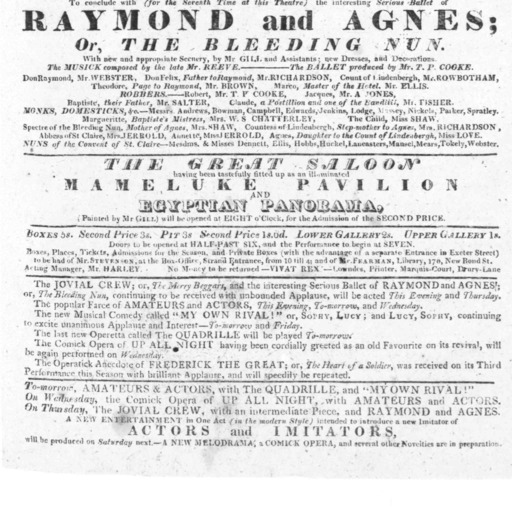 To conclude with (for the Seventh Time at this Theatre) the interesting Serious Ballet of
RAYMOND and AGNES;
Or, THE BLEEDING NUN.
With new and appropriate Scenery, by Mr GILL and Assistants; new Dresses, and Decorations.
The MUSICK composed by the late Mr. REEVE.———The BALLET produced by Mr. T. P. COOKE.
DonRaymond, Mr.WEBSTER, DonFelix, Father to Raymond, Mr.RICHARDSON, Count of Lindenbergh, Mr.ROWBOTHAM,
Theodore, Page to Raymond, Mr. BROWN, Marco, Master of the Hotel, Mr. ELLIS.
ROBBERS.—Robert, Mr. T. P COOKE, Jaques, Mr. A JONES,
Baptiste, their Father, Mr. SALTER, Claude, a Postillion and one of the Banditti, Mr. FISHER.
MONKS, DOMESTICKS, &c.—Messrs Andrews, Bowman, Campbell, Edwards, Jenkins, Lodge, Massey, Nickols, Parker, Spratley.
Marguerite, Baptiste's Mistress, Mrs. W. S CHATTERLEY, The Child, Miss SHAW.
Spectre of the Bleeding Nun, Mother of Agnes, Mrs. SHAW, Countess of Lindenbergh, Step-mother to Agnes, Mrs. RICHARDSON,
Abbess of St. Claire, Mrs. JERROLD, Annett, Miss JERROLD, Agnes, Daughter to the Count of Lindenbergh, Miss LOVE.
NUNS of the Convent of St. Claire—Mesdms. & Misses Dennett, Ellis, Hobbs, Huckel, Lancasters, Mancel, Mears, Tokely, Webster.
THE GREAT SALOON
having been tastefully fitted up as an illuminated
MAMELUKE PAVILION
AND
EGYPTIAN PANORAMA,
(Painted by Mr GILL) will be opened at EIGHT o'Clock, for the Admission of the SECOND PRICE.
BOXES 5s. Second Price 3s. PIT 3s Second Price 1s.6d. LOWER GALLERY 2s. UPPER GALLERY 1s.
Doors to be opened at HALF-PAST SIX, and the Performance to begin at SEVEN.
Boxes, Places, Tickets, Admissions for the Season, and Private Boxes (with the advantage of a separate Entrance in Exeter Street)
to be had of Mr. STEVENSON, at the Box-Office, Strand Entrance, from 10 till 4; and of Mr. FEARMAN, Library, 170, New Bond St.
Acting Manager, Mr. HARLEY. No Money to be returned —VIVAT REX —Lowndes, Printer, Marquis-Court, Drury-Lane
The JOVIAL CREW; or, The Merry Beggars, and the interesting Serious Ballet of RAYMOND and AGNES;
or, The Bleeding Nun, continuing to be received with unbounded Applause, will be acted This Evening and Thursday.
The popular Farce of AMATEURS and ACTORS, This Evening, To-morrow, and Wednesday.
The new Musical Comedy called "MY OWN RIVAL!" or, SOPHY, LUCY; and LUCY, SOPHY, continuing
to excite unanimous Applause and Interest—To-morrow and Friday.
The last new Operetta called The QUADRILLE will be played To-morrow
The Comick Opera of UP ALL NIGHT having been cordially greeted as an old Favourite on its revival, will
be again performed on Wednesday.
The Operatick Anecdote of FREDERICK THE GREAT; or, The Heart of a Soldier, was received on its Third
Performance this Season with brilliant Applause, and will speedily be repeated.
To-morrow, AMATEURS & ACTORS, with The QUADRILLE, and "MY OWN RIVAL!"
On Wednesday, the Comick Opera of UP ALL NIGHT, with AMATEURS and ACTORS.
On Thursday, The JOVIAL CREW, with an intermediate Piece, and RAYMOND and AGNES.
A NEW ENTERTAINMENT in One Act (in the modern Style) intended to introduce a new Imitator of
ACTORS and IMITATORS,
will be produced on Saturday next.—A NEW MELODRAMA, a COMICK OPERA, and several other Novelties are in preparation.